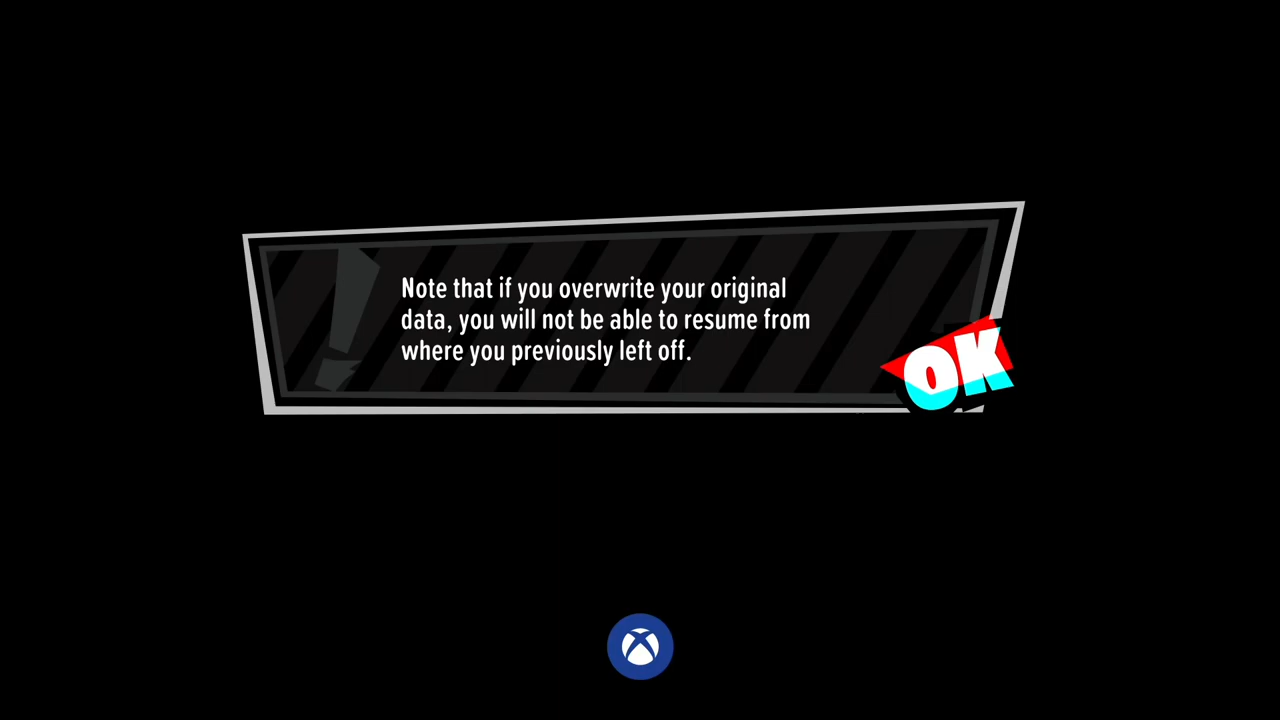 Note that if you overwrite your original
data, you will not be able to resume from
where you previously left off.
OK